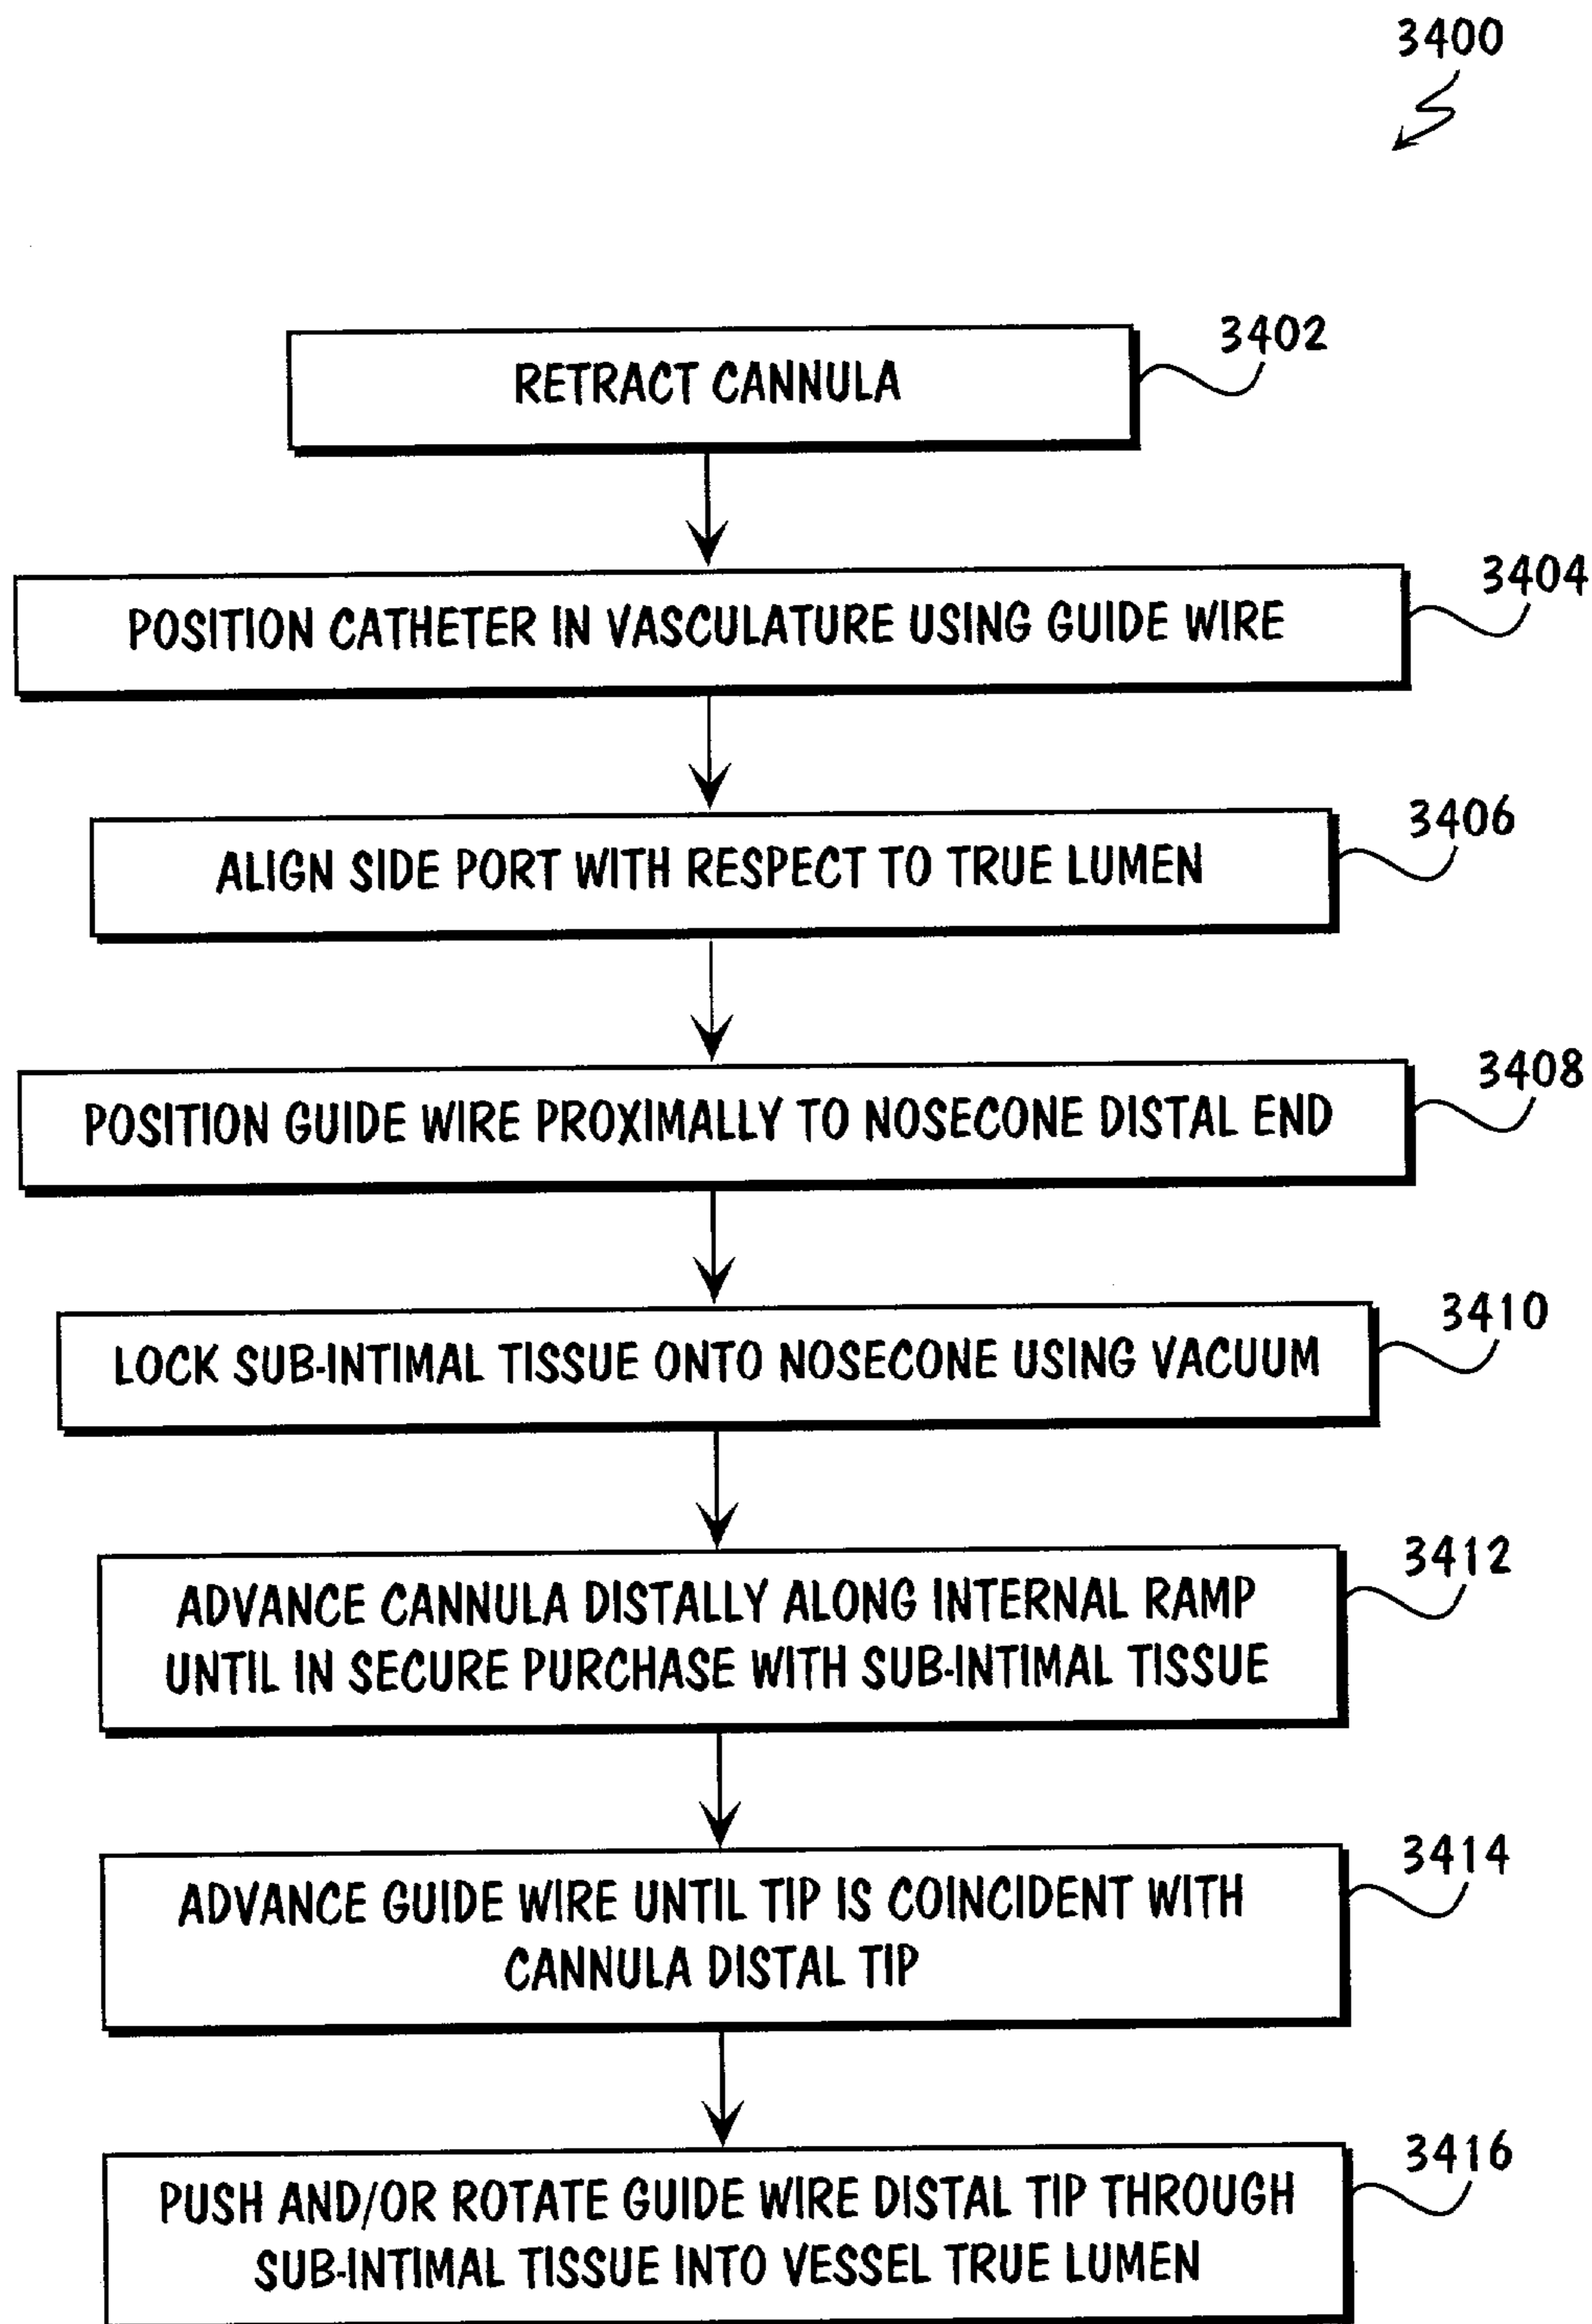 3400
RETRACT CANNULA
3402
POSITION CATHETER IN VASCULATURE USING GUIDE WIRE
3404
ALIGN SIDE PORT WITH RESPECT TO TRUE LUMEN
3406
POSITION GUIDE WIRE PROXIMALLY TO NOSECONE DISTAL END
3408
LOCK SUB-INTIMAL TISSUE ONTO NOSECONE USING VACUUM
3410
ADVANCE CANNULA DISTALLY ALONG INTERNAL RAMP
UNTIL IN SECURE PURCHASE WITH SUB-INTIMAL TISSUE
3412
ADVANCE GUIDE WIRE UNTIL TIP IS COINCIDENT WITH
CANNULA DISTAL TIP
3414
PUSH AND/OR ROTATE GUIDE WIRE DISTAL TIP THROUGH
SUB-INTIMAL TISSUE INTO VESSEL TRUE LUMEN
3416